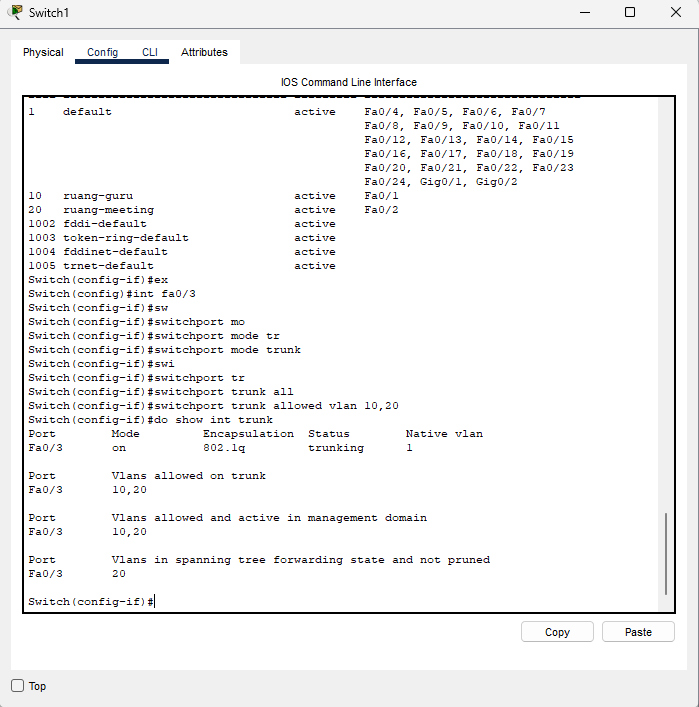 Switch1
Physical Config CLI Attributes
IOS Command Line Interface
1 default active Fa0/4, Fa0/5, Fa0/6, Fa0/7
Fa0/8, Fa0/9, Fa0/10, Fa0/11
Fa0/12, Fa0/13, Fa0/14, Fa0/15
Fa0/16, Fa0/17, Fa0/18, Fa0/19
Fa0/20, Fa0/21, Fa0/22, Fa0/23
Fa0/24, Gig0/1, Gig0/2
10 ruang-guru active Fa0/1
20 ruang-meeting active Fa0/2
1002 fddi-default active
1003 token-ring-default active
1004 fddinet-default active
1005 trnet-default active
Switch(config-if)#ex
Switch(config)#int fa0/3
Switch(config-if)#sw
Switch(config-if)#switchport mo
Switch(config-if)#switchport mode tr
Switch(config-if)#switchport mode trunk
Switch(config-if)#swi
Switch(config-if)#switchport tr
Switch(config-if)#switchport trunk all
Switch(config-if)#switchport trunk allowed vlan 10,20
Switch(config-if)#do show int trunk
Port Mode Encapsulation Status Native vlan
Fa0/3 on 802.1q trunking 1
Port Vlans allowed on trunk
Fa0/3 10,20
Port Vlans allowed and active in management domain
Fa0/3 10,20
Port Vlans in spanning tree forwarding state and not pruned
Fa0/3 20
Switch(config-if)#
Copy Paste
Top